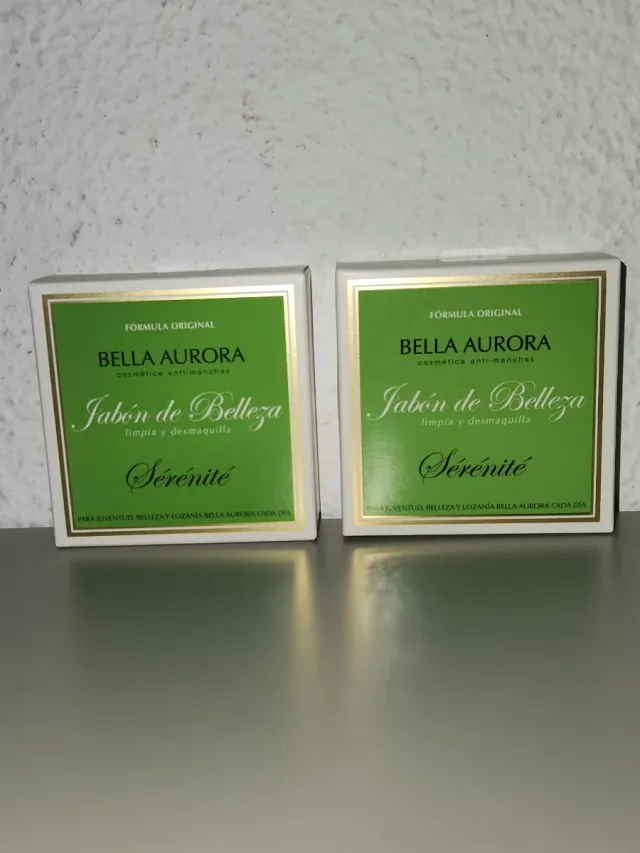 FÓRMULA ORIGINAL
BELLA AURORA
cosmética anti-manchas
Jabón de Belleza
limpia y desmaquilla
Sérénité
PARA JUVENTUD, BELLEZA Y LOZANÍA BELLA AURORA CADA DÍA
FÓRMULA ORIGINAL
BELLA AURORA
cosmética anti-manchas
Jabón de Belleza
limpia y desmaquilla
Sérénité
PARA JUVENTUD, BELLEZA Y LOZANÍA BELLA AURORA CADA DÍA